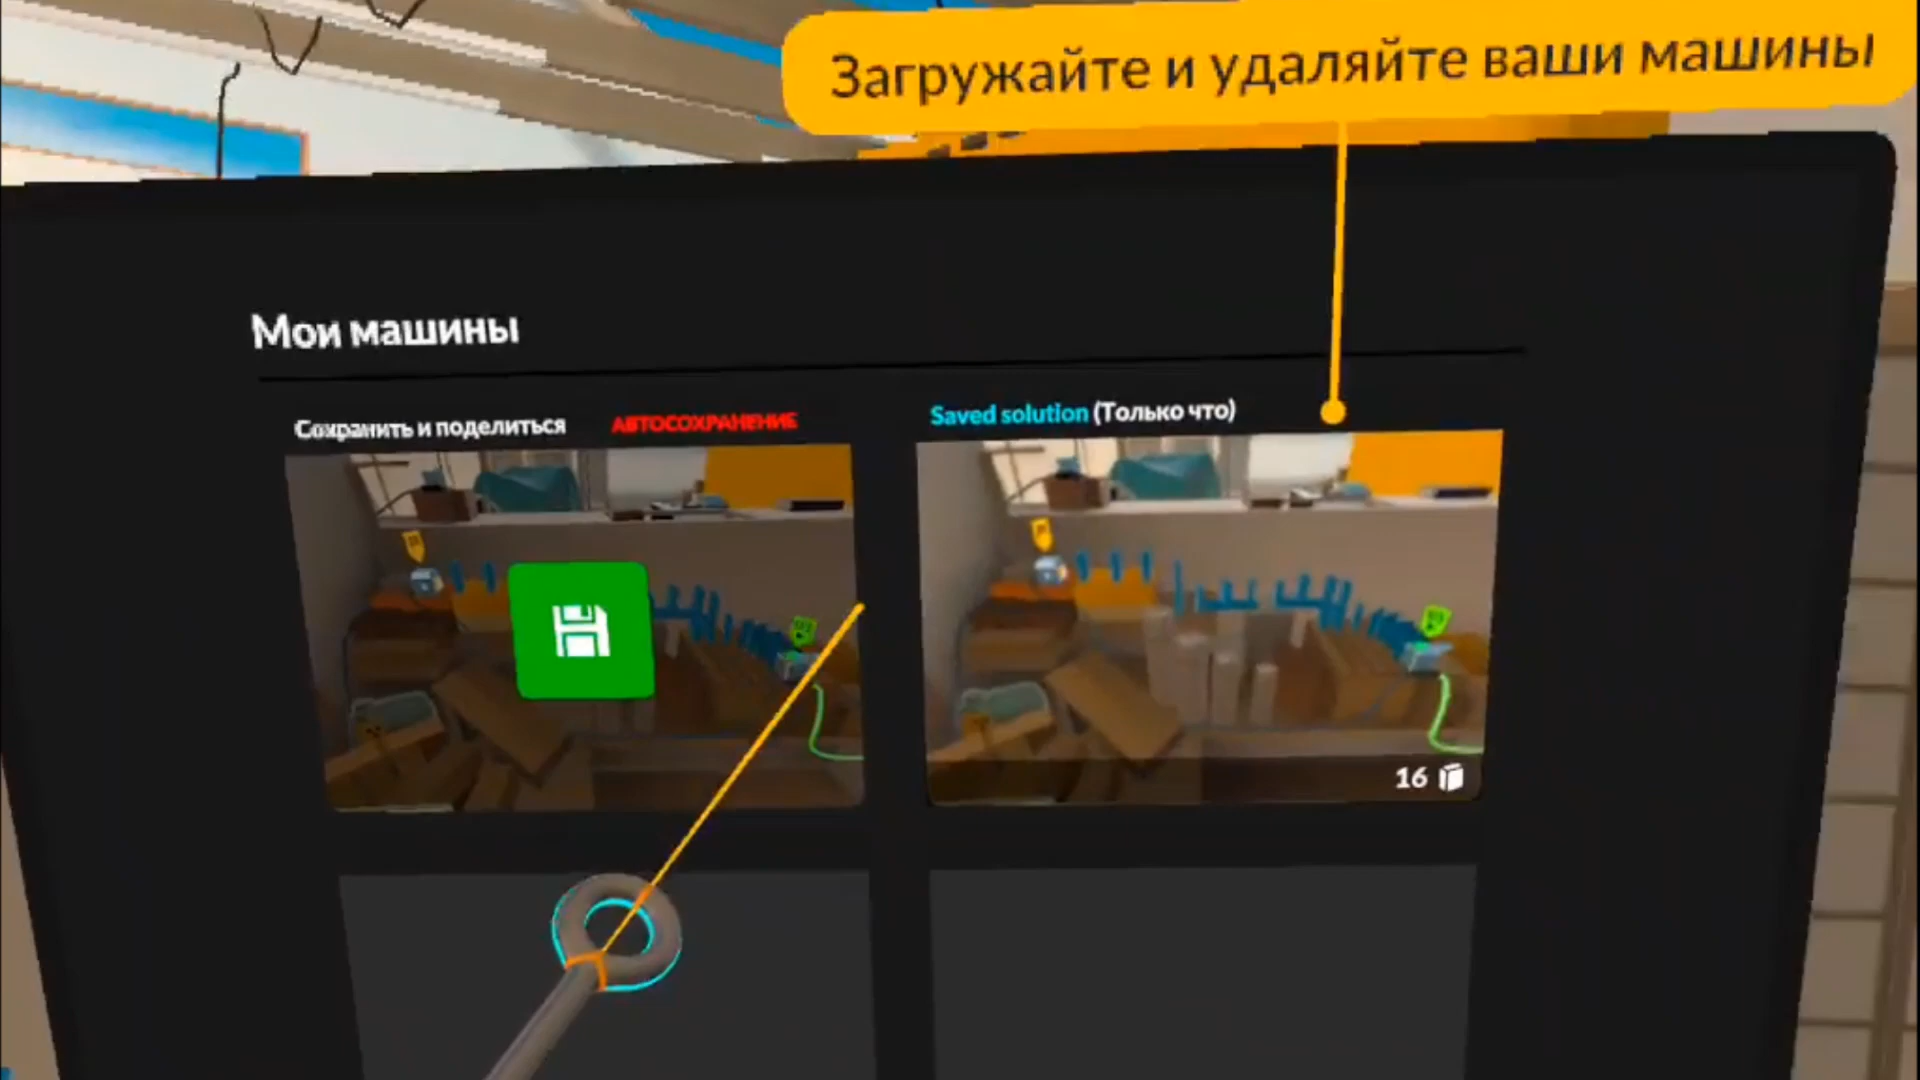 Загружайте и удаляйте ваши машины
Мои машины
Сохранить и поделиться АВТОСОХРАНЕНИЕ
Saved solution (Только что)
16